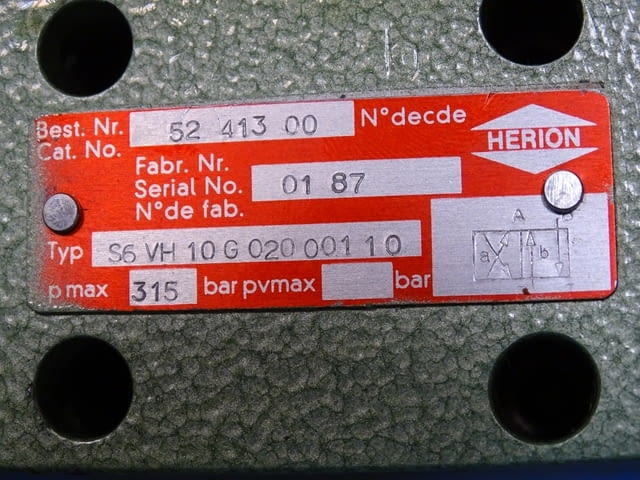 Best. Nr. 52 413 00 N° decde
Cat. No.
HERION
Fabr. Nr.
Serial No. 01 87
N° de fab.
Typ S6 VH 10 G 020 001 1 0
p max 315 bar pvmax bar
A
a b